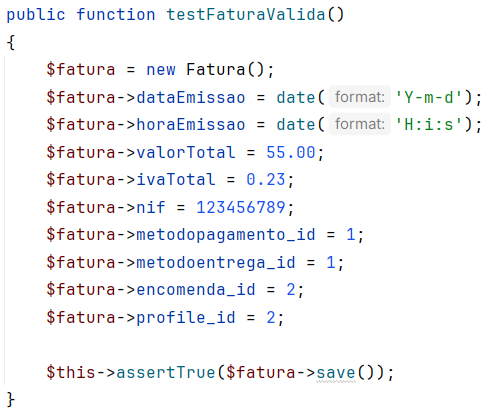 public function testFaturaValida()
{
    $fatura = new Fatura();
    $fatura->dataEmissao = date( format: 'Y-m-d');
    $fatura->horaEmissao = date( format: 'H:i:s');
    $fatura->valorTotal = 55.00;
    $fatura->ivaTotal = 0.23;
    $fatura->nif = 123456789;
    $fatura->metodopagamento_id = 1;
    $fatura->metodoentrega_id = 1;
    $fatura->encomenda_id = 2;
    $fatura->profile_id = 2;

    $this->assertTrue($fatura->save());
}